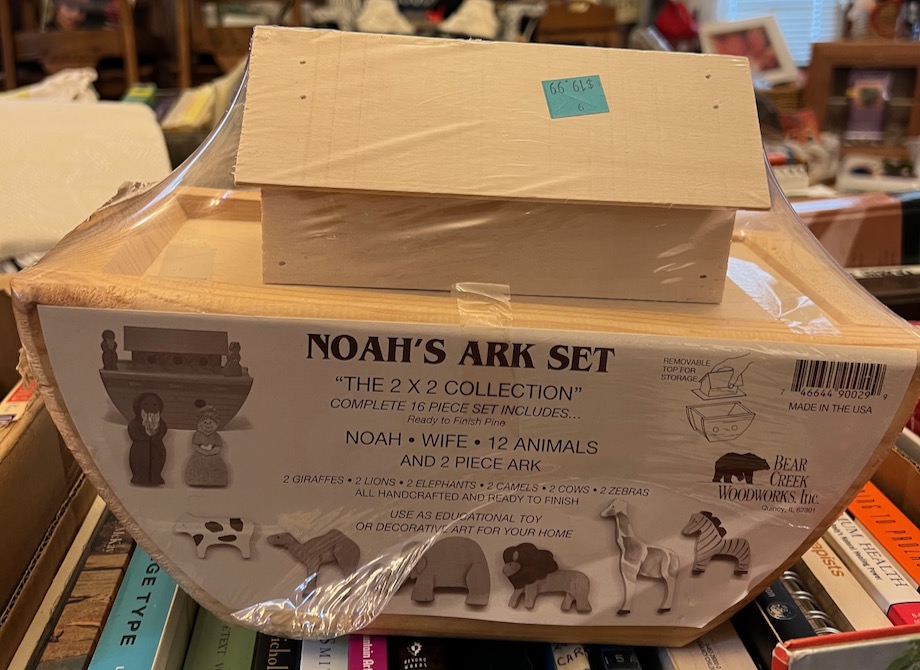 $19.99
9
NOAH'S ARK SET
"THE 2 X 2 COLLECTION"
COMPLETE 16 PIECE SET INCLUDES...
Ready to Finish Pine
NOAH • WIFE • 12 ANIMALS
AND 2 PIECE ARK
2 GIRAFFES • 2 LIONS • 2 ELEPHANTS • 2 CAMELS • 2 COWS • 2 ZEBRAS
ALL HANDCRAFTED AND READY TO FINISH
USE AS EDUCATIONAL TOY
OR DECORATIVE ART FOR YOUR HOME
REMOVABLE
TOP FOR
STORAGE
7 46644 90029 9
MADE IN THE USA
BEAR
CREEK
WOODWORKS, Inc.
Quincy, IL 62301
GE TYPE